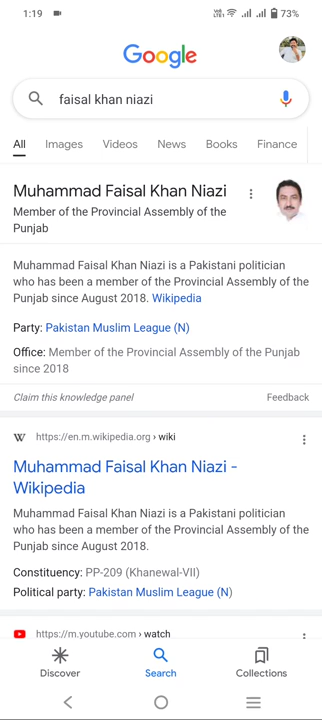 1:19
73%
Google
faisal khan niazi
All Images Videos News Books Finance
Muhammad Faisal Khan Niazi
Member of the Provincial Assembly of the
Punjab
Muhammad Faisal Khan Niazi is a Pakistani politician
who has been a member of the Provincial Assembly of the
Punjab since August 2018. Wikipedia
Party: Pakistan Muslim League (N)
Office: Member of the Provincial Assembly of the Punjab
since 2018
Claim this knowledge panel Feedback
W https://en.m.wikipedia.org › wiki
Muhammad Faisal Khan Niazi -
Wikipedia
Muhammad Faisal Khan Niazi is a Pakistani politician
who has been a member of the Provincial Assembly of the
Punjab since August 2018.
Constituency: PP-209 (Khanewal-VII)
Political party: Pakistan Muslim League (N)
https://m.youtube.com › watch
Discover Search Collections